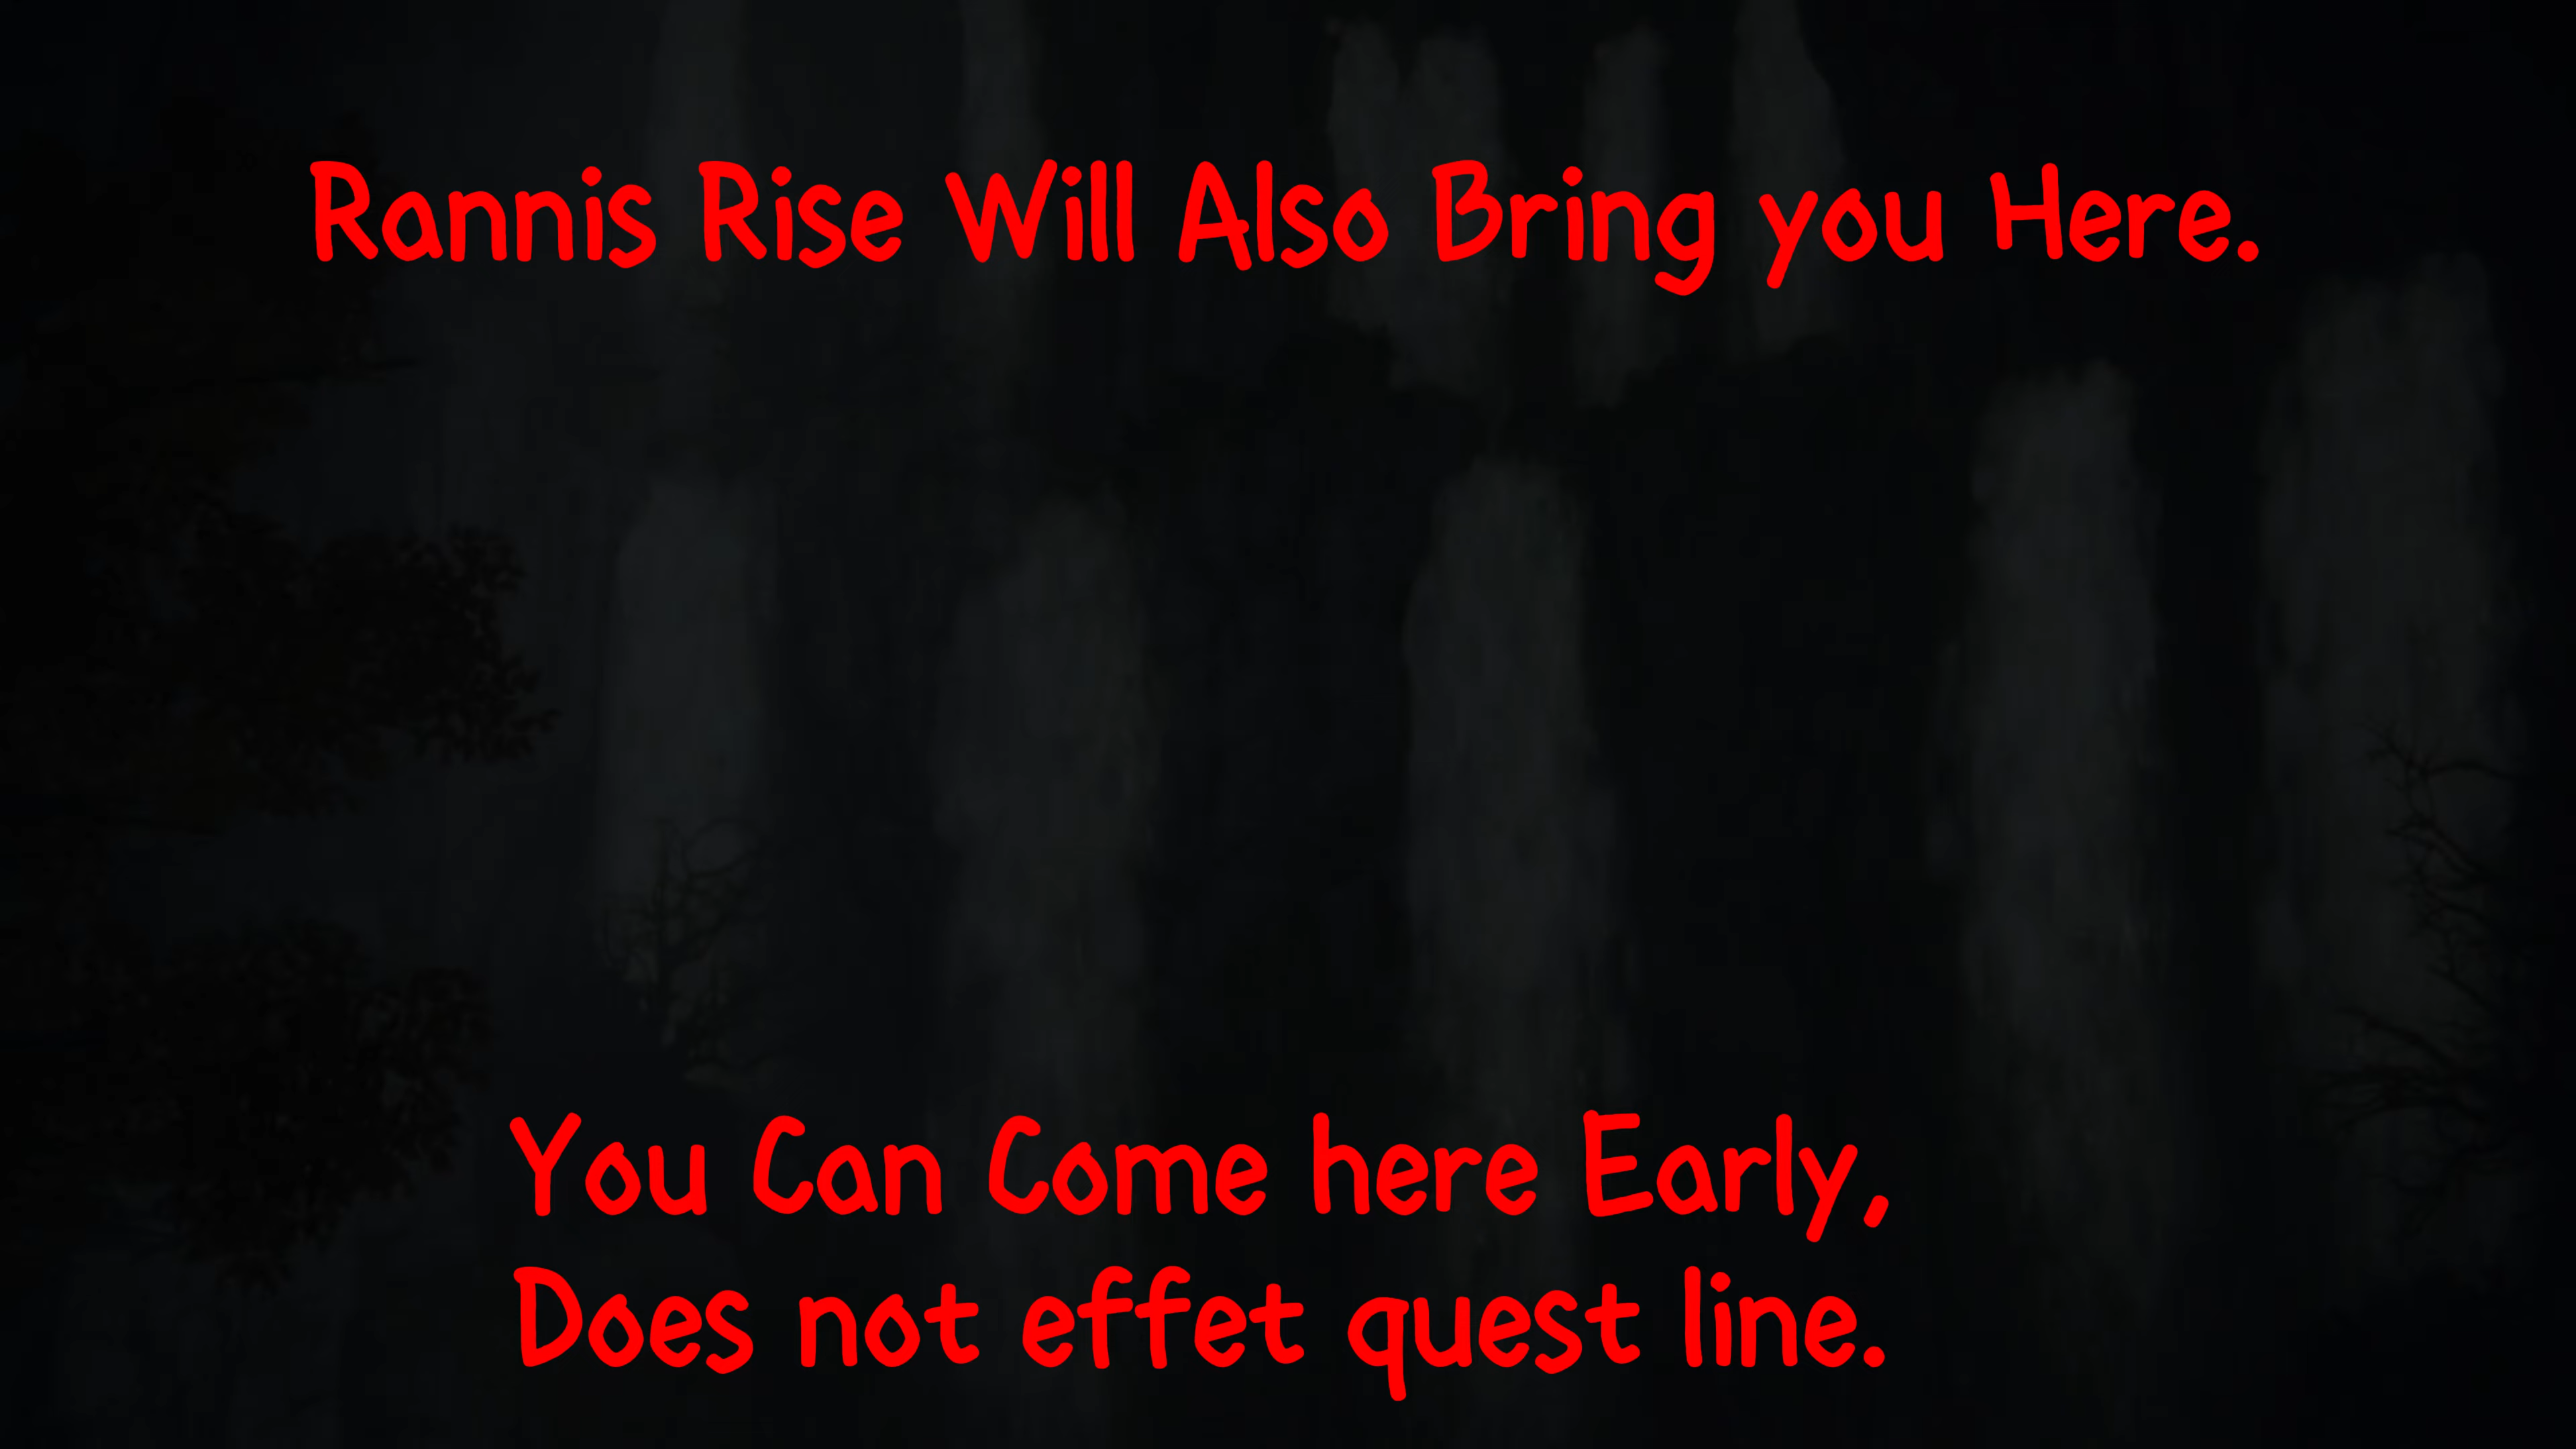 Rannis Rise Will Also Bring you Here.
You Can Come here Early,
Does not effet quest line.